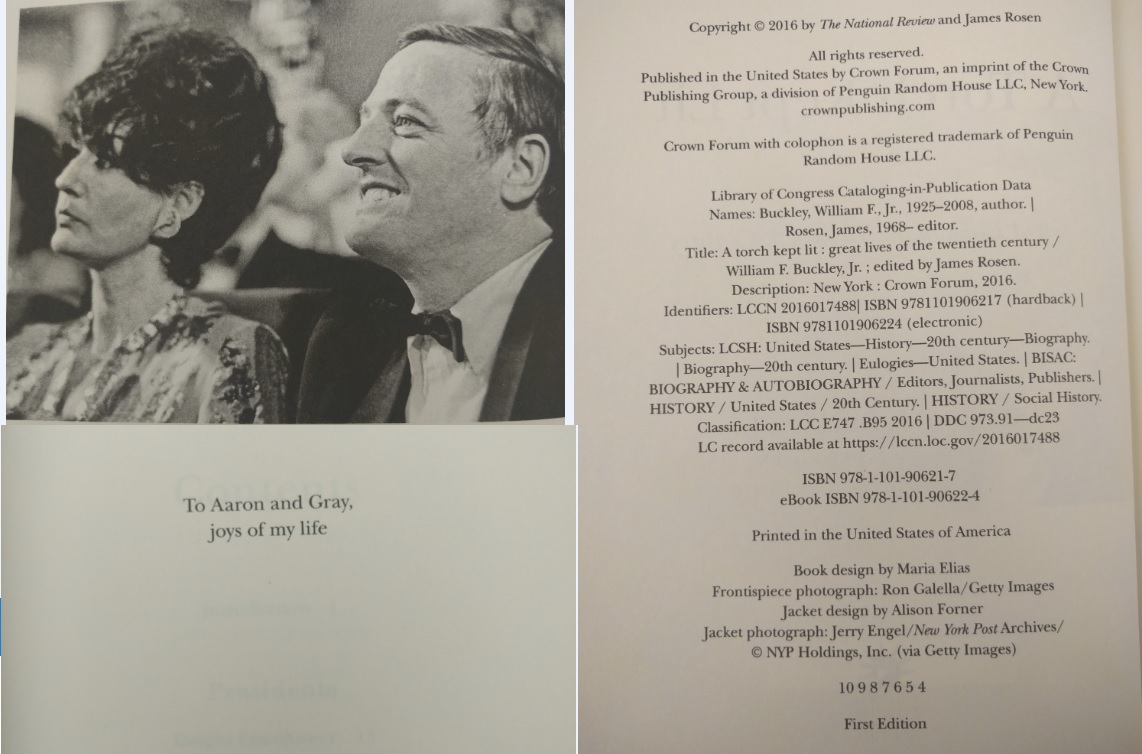 To Aaron and Gray,
joys of my life
Copyright © 2016 by The National Review and James Rosen
All rights reserved.
Published in the United States by Crown Forum, an imprint of the Crown
Publishing Group, a division of Penguin Random House LLC, New York.
crownpublishing.com
Crown Forum with colophon is a registered trademark of Penguin
Random House LLC.
Library of Congress Cataloging-in-Publication Data
Names: Buckley, William F., Jr., 1925–2008, author. |
Rosen, James, 1968– editor.
Title: A torch kept lit : great lives of the twentieth century /
William F. Buckley, Jr. ; edited by James Rosen.
Description: New York : Crown Forum, 2016.
Identifiers: LCCN 2016017488| ISBN 9781101906217 (hardback) |
ISBN 9781101906224 (electronic)
Subjects: LCSH: United States—History—20th century—Biography.
| Biography—20th century. | Eulogies—United States. | BISAC:
BIOGRAPHY & AUTOBIOGRAPHY / Editors, Journalists, Publishers. |
HISTORY / United States / 20th Century. | HISTORY / Social History.
Classification: LCC E747 .B95 2016 | DDC 973.91—dc23
LC record available at https://lccn.loc.gov/2016017488
ISBN 978-1-101-90621-7
eBook ISBN 978-1-101-90622-4
Printed in the United States of America
Book design by Maria Elias
Frontispiece photograph: Ron Galella/Getty Images
Jacket design by Alison Forner
Jacket photograph: Jerry Engel/New York Post Archives/
© NYP Holdings, Inc. (via Getty Images)
10 9 8 7 6 5 4
First Edition